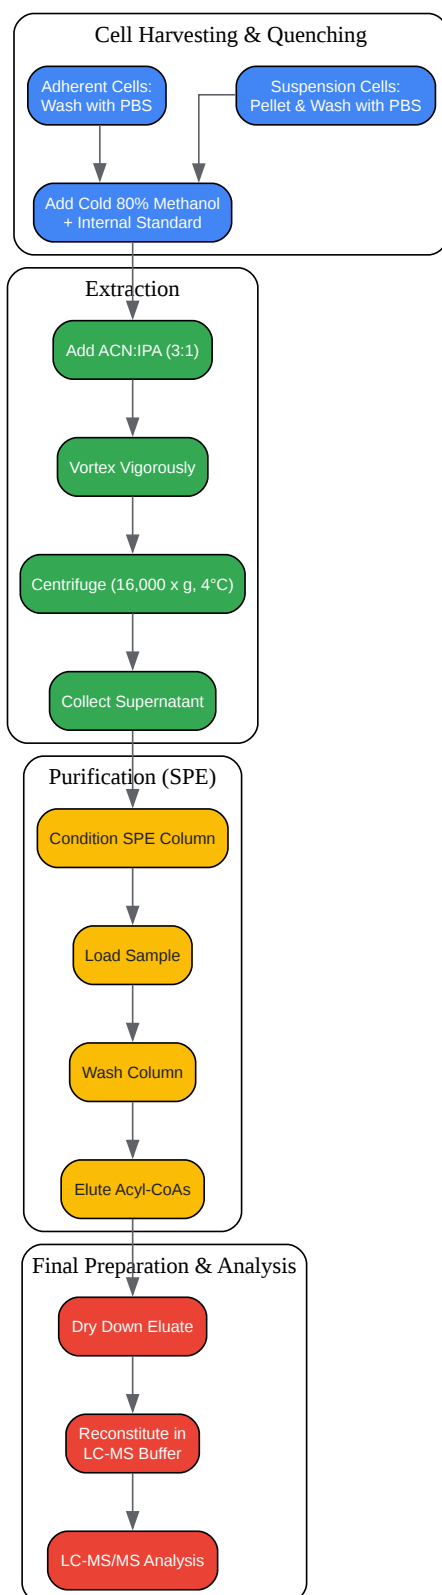 Cell Harvesting & Quenching
Adherent Cells:
Wash with PBS
Suspension Cells:
Pellet & Wash with PBS
Add Cold 80% Methanol
+ Internal Standard
Extraction
Add ACN:IPA (3:1)
Vortex Vigorously
Centrifuge (16,000 x g, 4°C)
Collect Supernatant
Purification (SPE)
Condition SPE Column
Load Sample
Wash Column
Elute Acyl-CoAs
Final Preparation & Analysis
Dry Down Eluate
Reconstitute in
LC-MS Buffer
LC-MS/MS Analysis